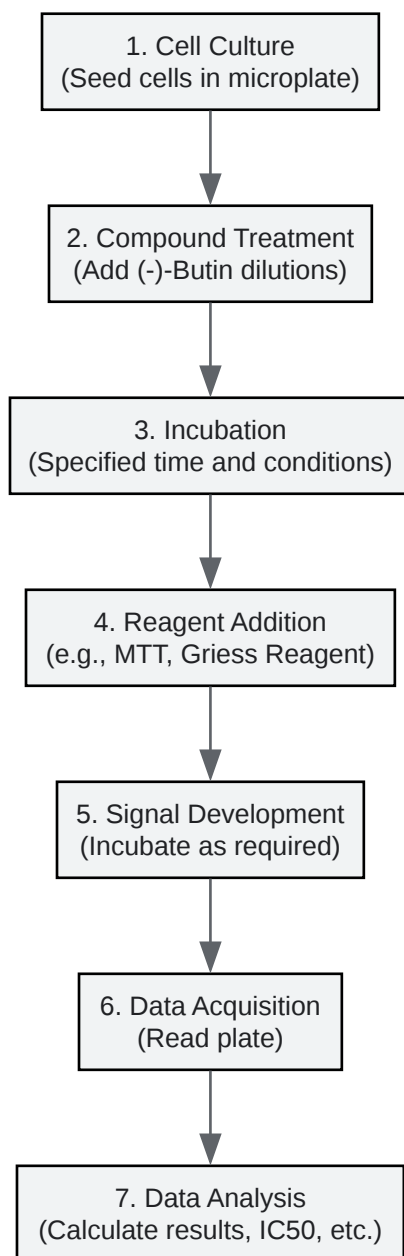 1. Cell Culture
(Seed cells in microplate)
2. Compound Treatment
(Add (-)-Butin dilutions)
3. Incubation
(Specified time and conditions)
4. Reagent Addition
(e.g., MTT, Griess Reagent)
5. Signal Development
(Incubate as required)
6. Data Acquisition
(Read plate)
7. Data Analysis
(Calculate results, IC50, etc.)